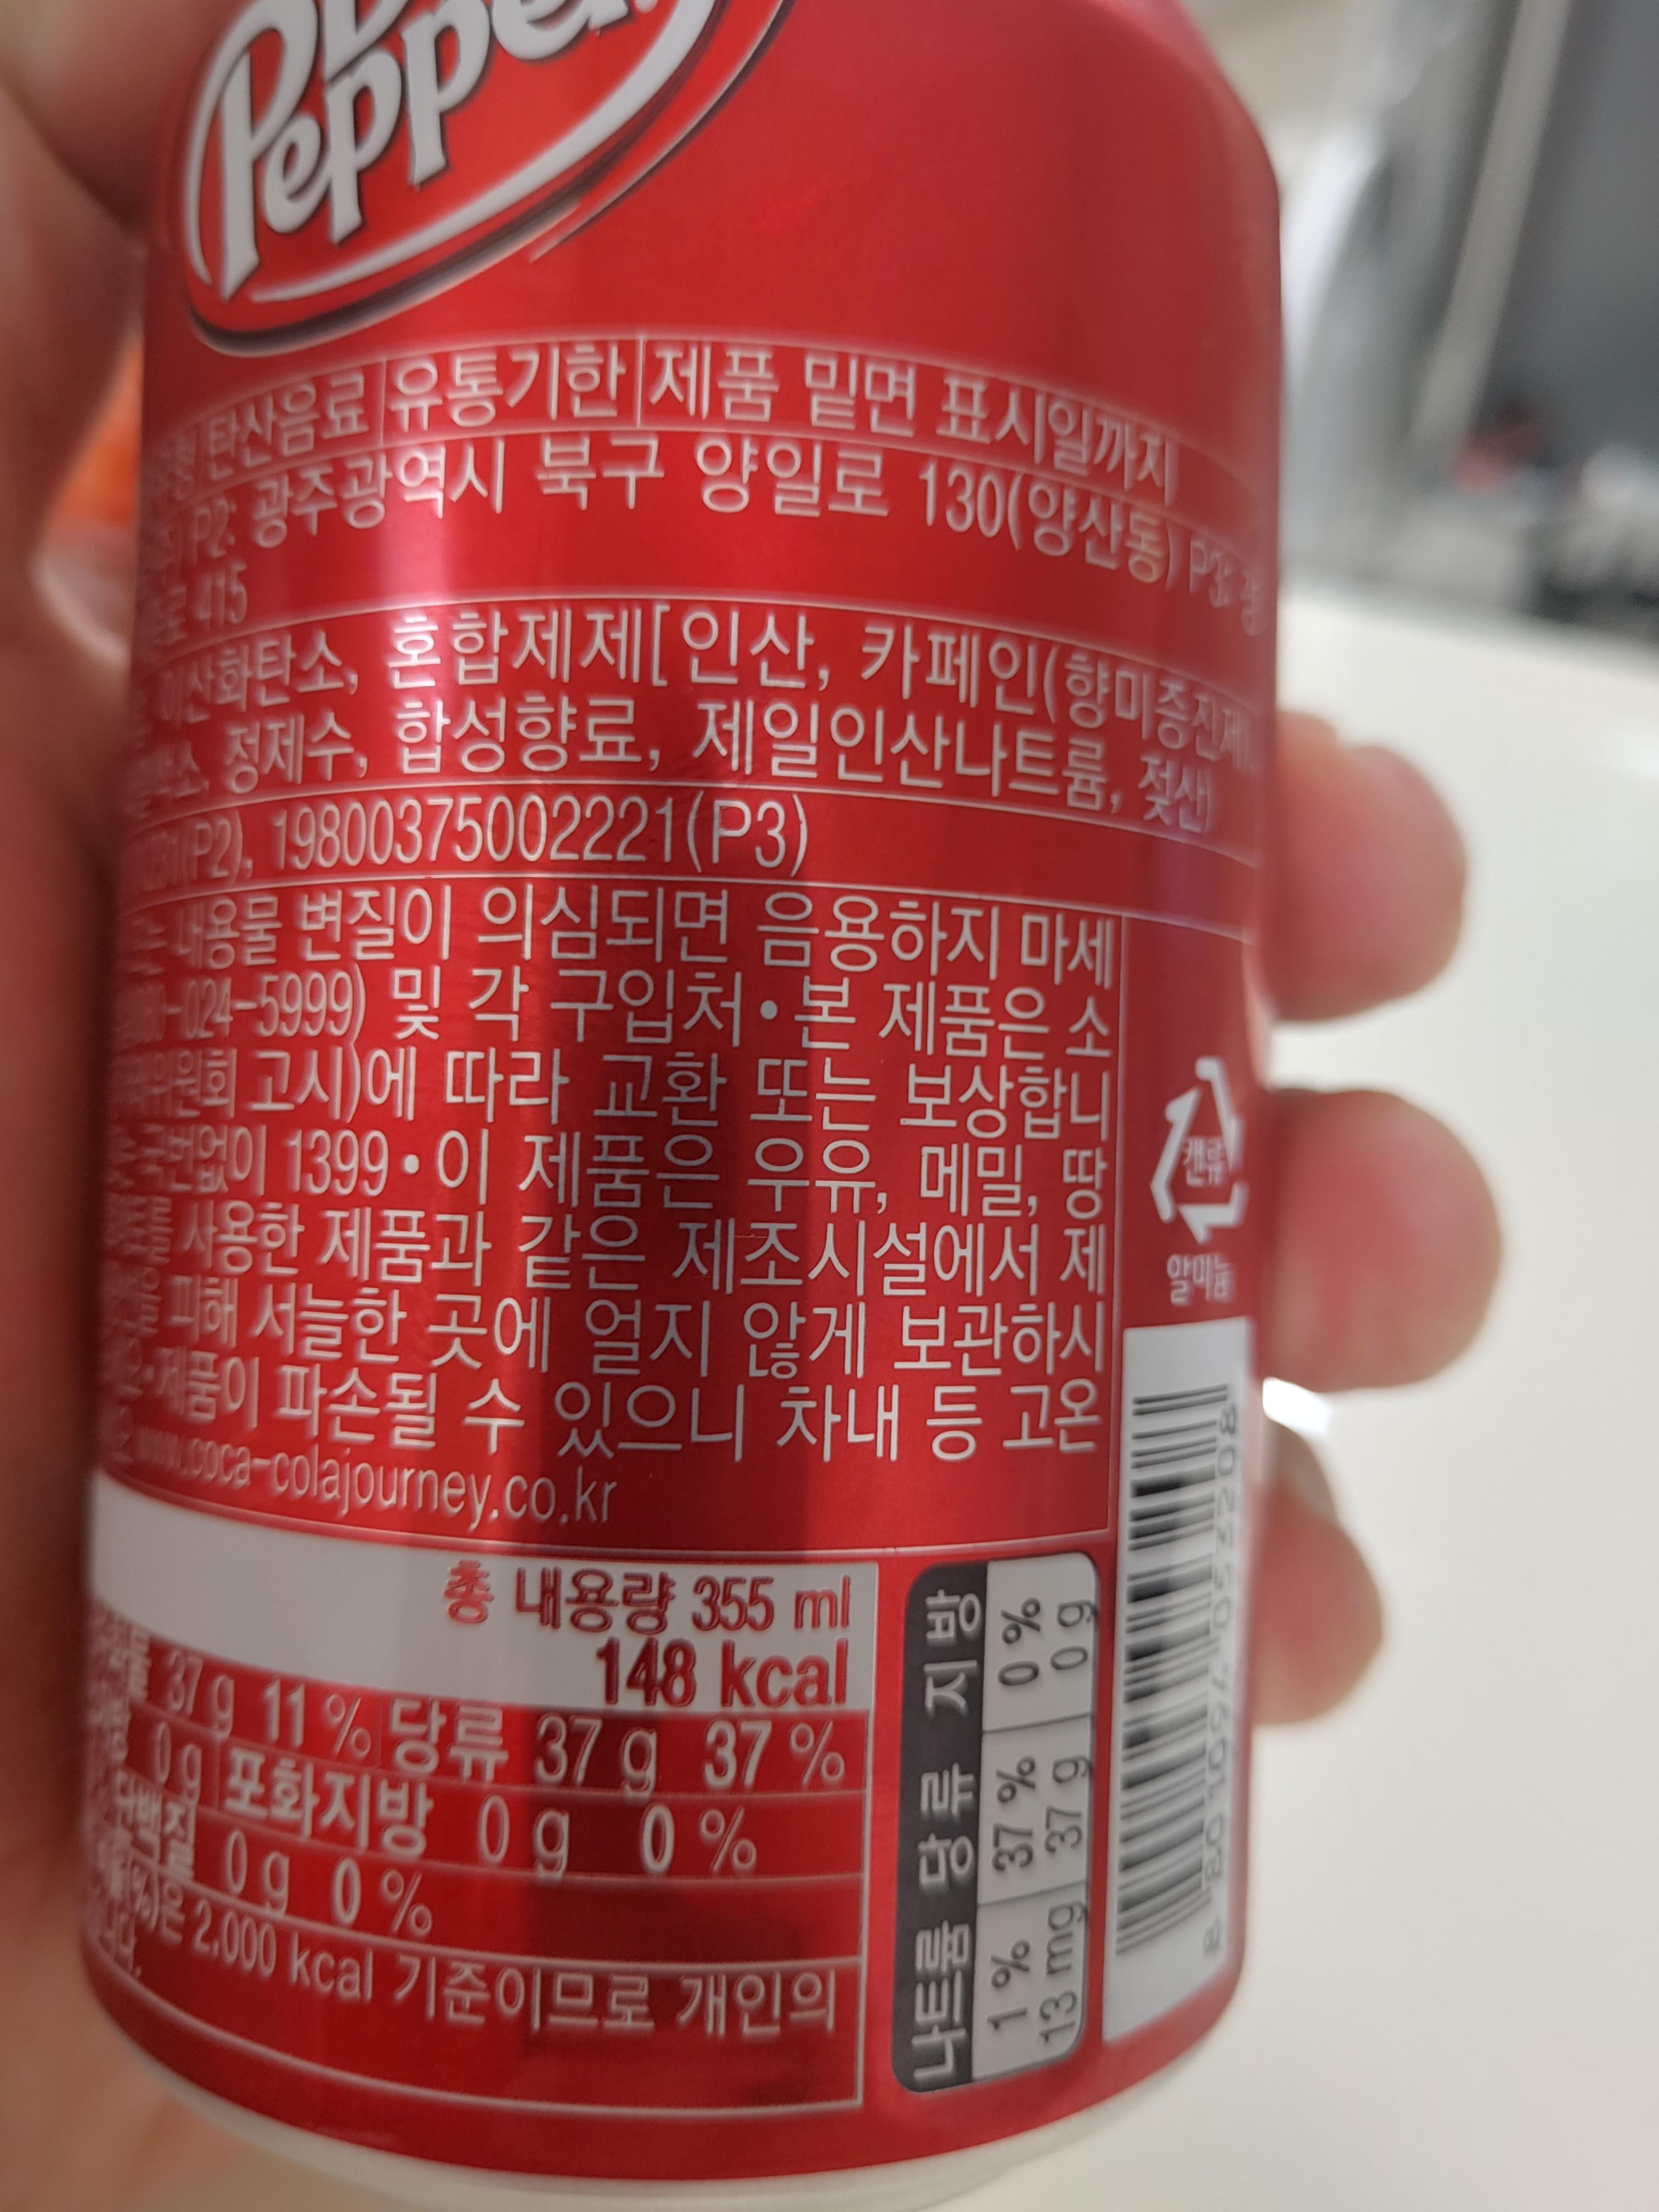 Dr Pepper
탄산음료 유통기한 제품 밑면 표시일까지
P2: 광주광역시 북구 양일로 130(양산동) P3:
415
이산화탄소, 혼합제제[인산, 카페인(향미증진제),
정제수, 합성향료, 제일인산나트륨, 젖산]
(P2), 19800375002221(P3)
내용물 변질이 의심되면 음용하지 마세
-024-5999) 및 각 구입처•본 제품은 소
위원회 고시)에 따라 교환 또는 보상합니
국번없이 1399•이 제품은 우유, 메밀, 땅
를 사용한 제품과 같은 제조시설에서 제
피해 서늘한 곳에 얼지 않게 보관하시
제품이 파손될 수 있으니 차내 등 고온
www.coca-colajourney.co.kr
총 내용량 355 ml
148 kcal
37 g 11 % 당류 37 g 37 %
0 g 포화지방 0 g 0 %
단백질 0 g 0 %
(%)은 2,000 kcal 기준이므로 개인의
니다.
캔류
알미늄
나트륨 당류 지방
1 % 37 % 0 %
13 mg 37 g 0 g